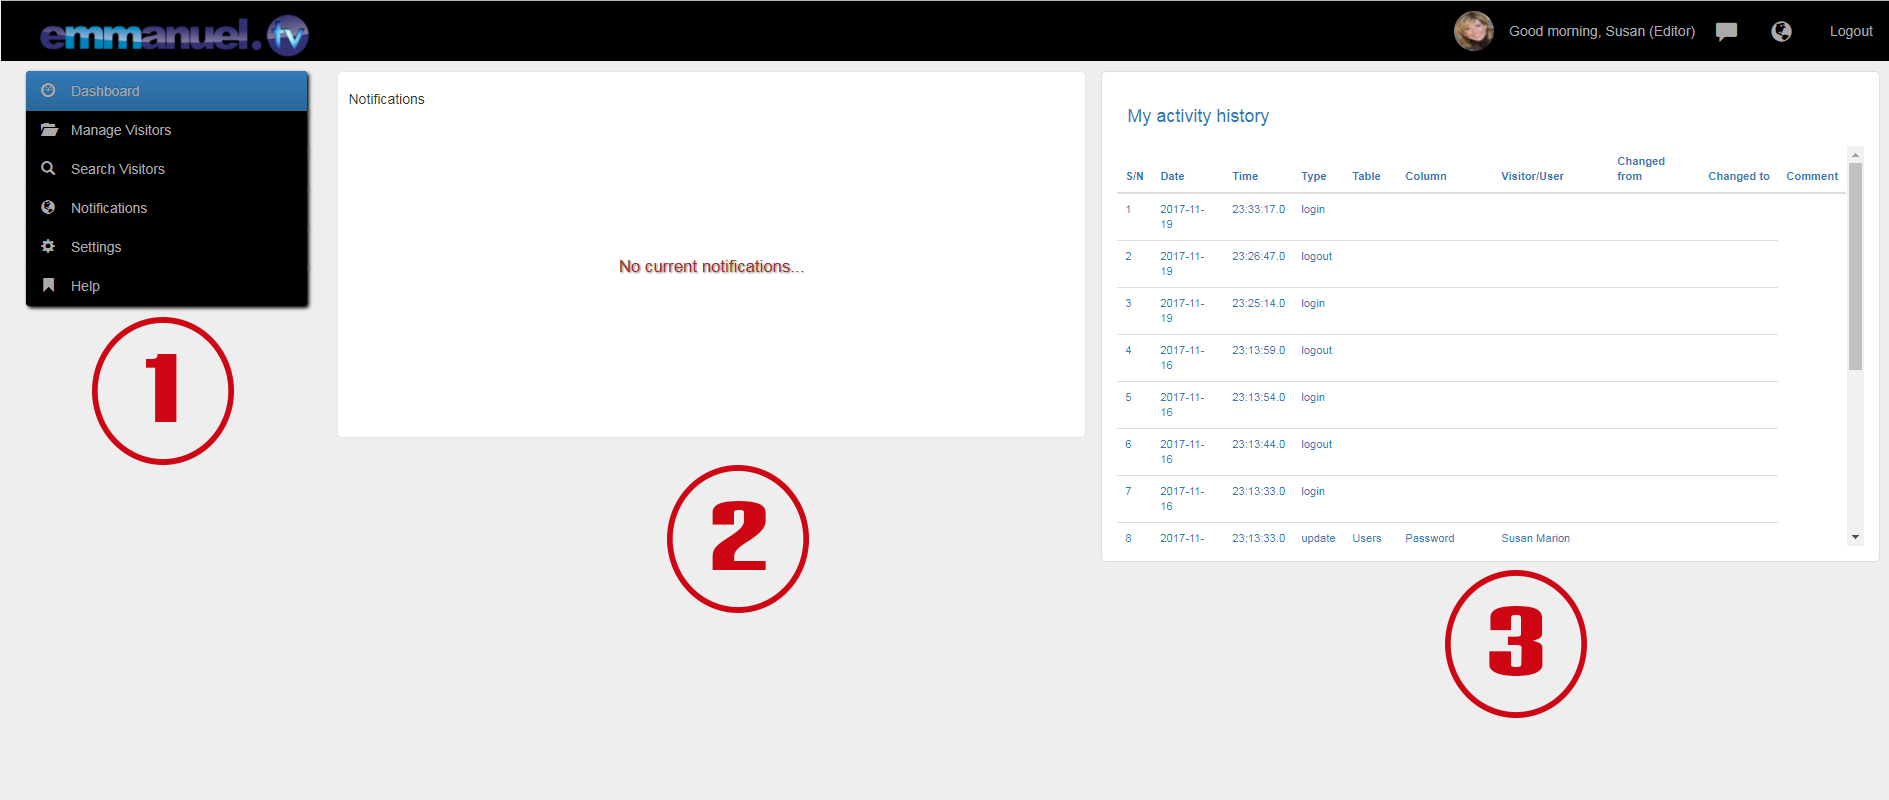 emmanuel.tv
Good morning, Susan (Editor)
Logout
Dashboard
Manage Visitors
Search Visitors
Notifications
Settings
Help
1
Notifications
No current notifications...
2
My activity history
S/N Date Time Type Table Column Visitor/User Changed from Changed to Comment
1 2017-11-19 23:33:17.0 login
2 2017-11-19 23:26:47.0 logout
3 2017-11-19 23:25:14.0 login
4 2017-11-16 23:13:59.0 logout
5 2017-11-16 23:13:54.0 login
6 2017-11-16 23:13:44.0 logout
7 2017-11-16 23:13:33.0 login
8 2017-11- 23:13:33.0 update Users Password Susan Marion
3